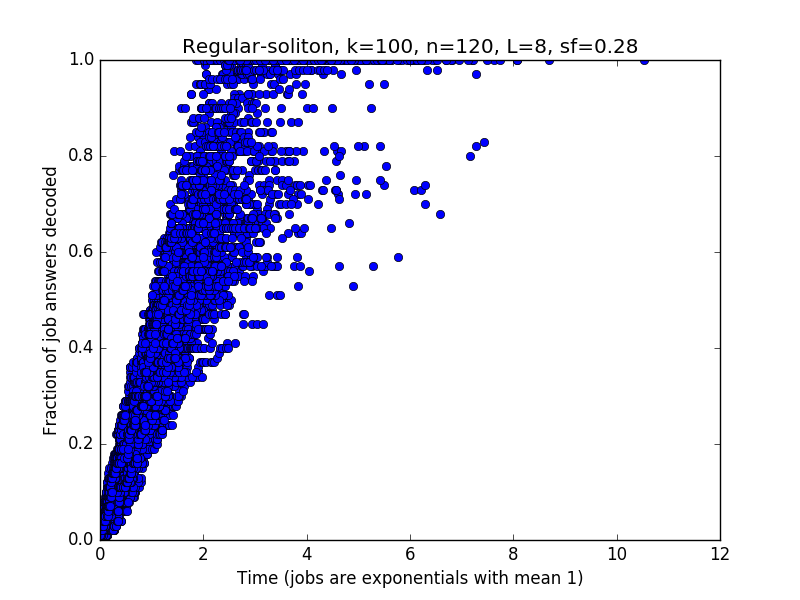 Regular-soliton, k=100, n=120, L=8, sf=0.28
1.0
0.8
0.6
0.4
0.2
0.0
Fraction of job answers decoded
0 2 4 6 8 10 12
Time (jobs are exponentials with mean 1)